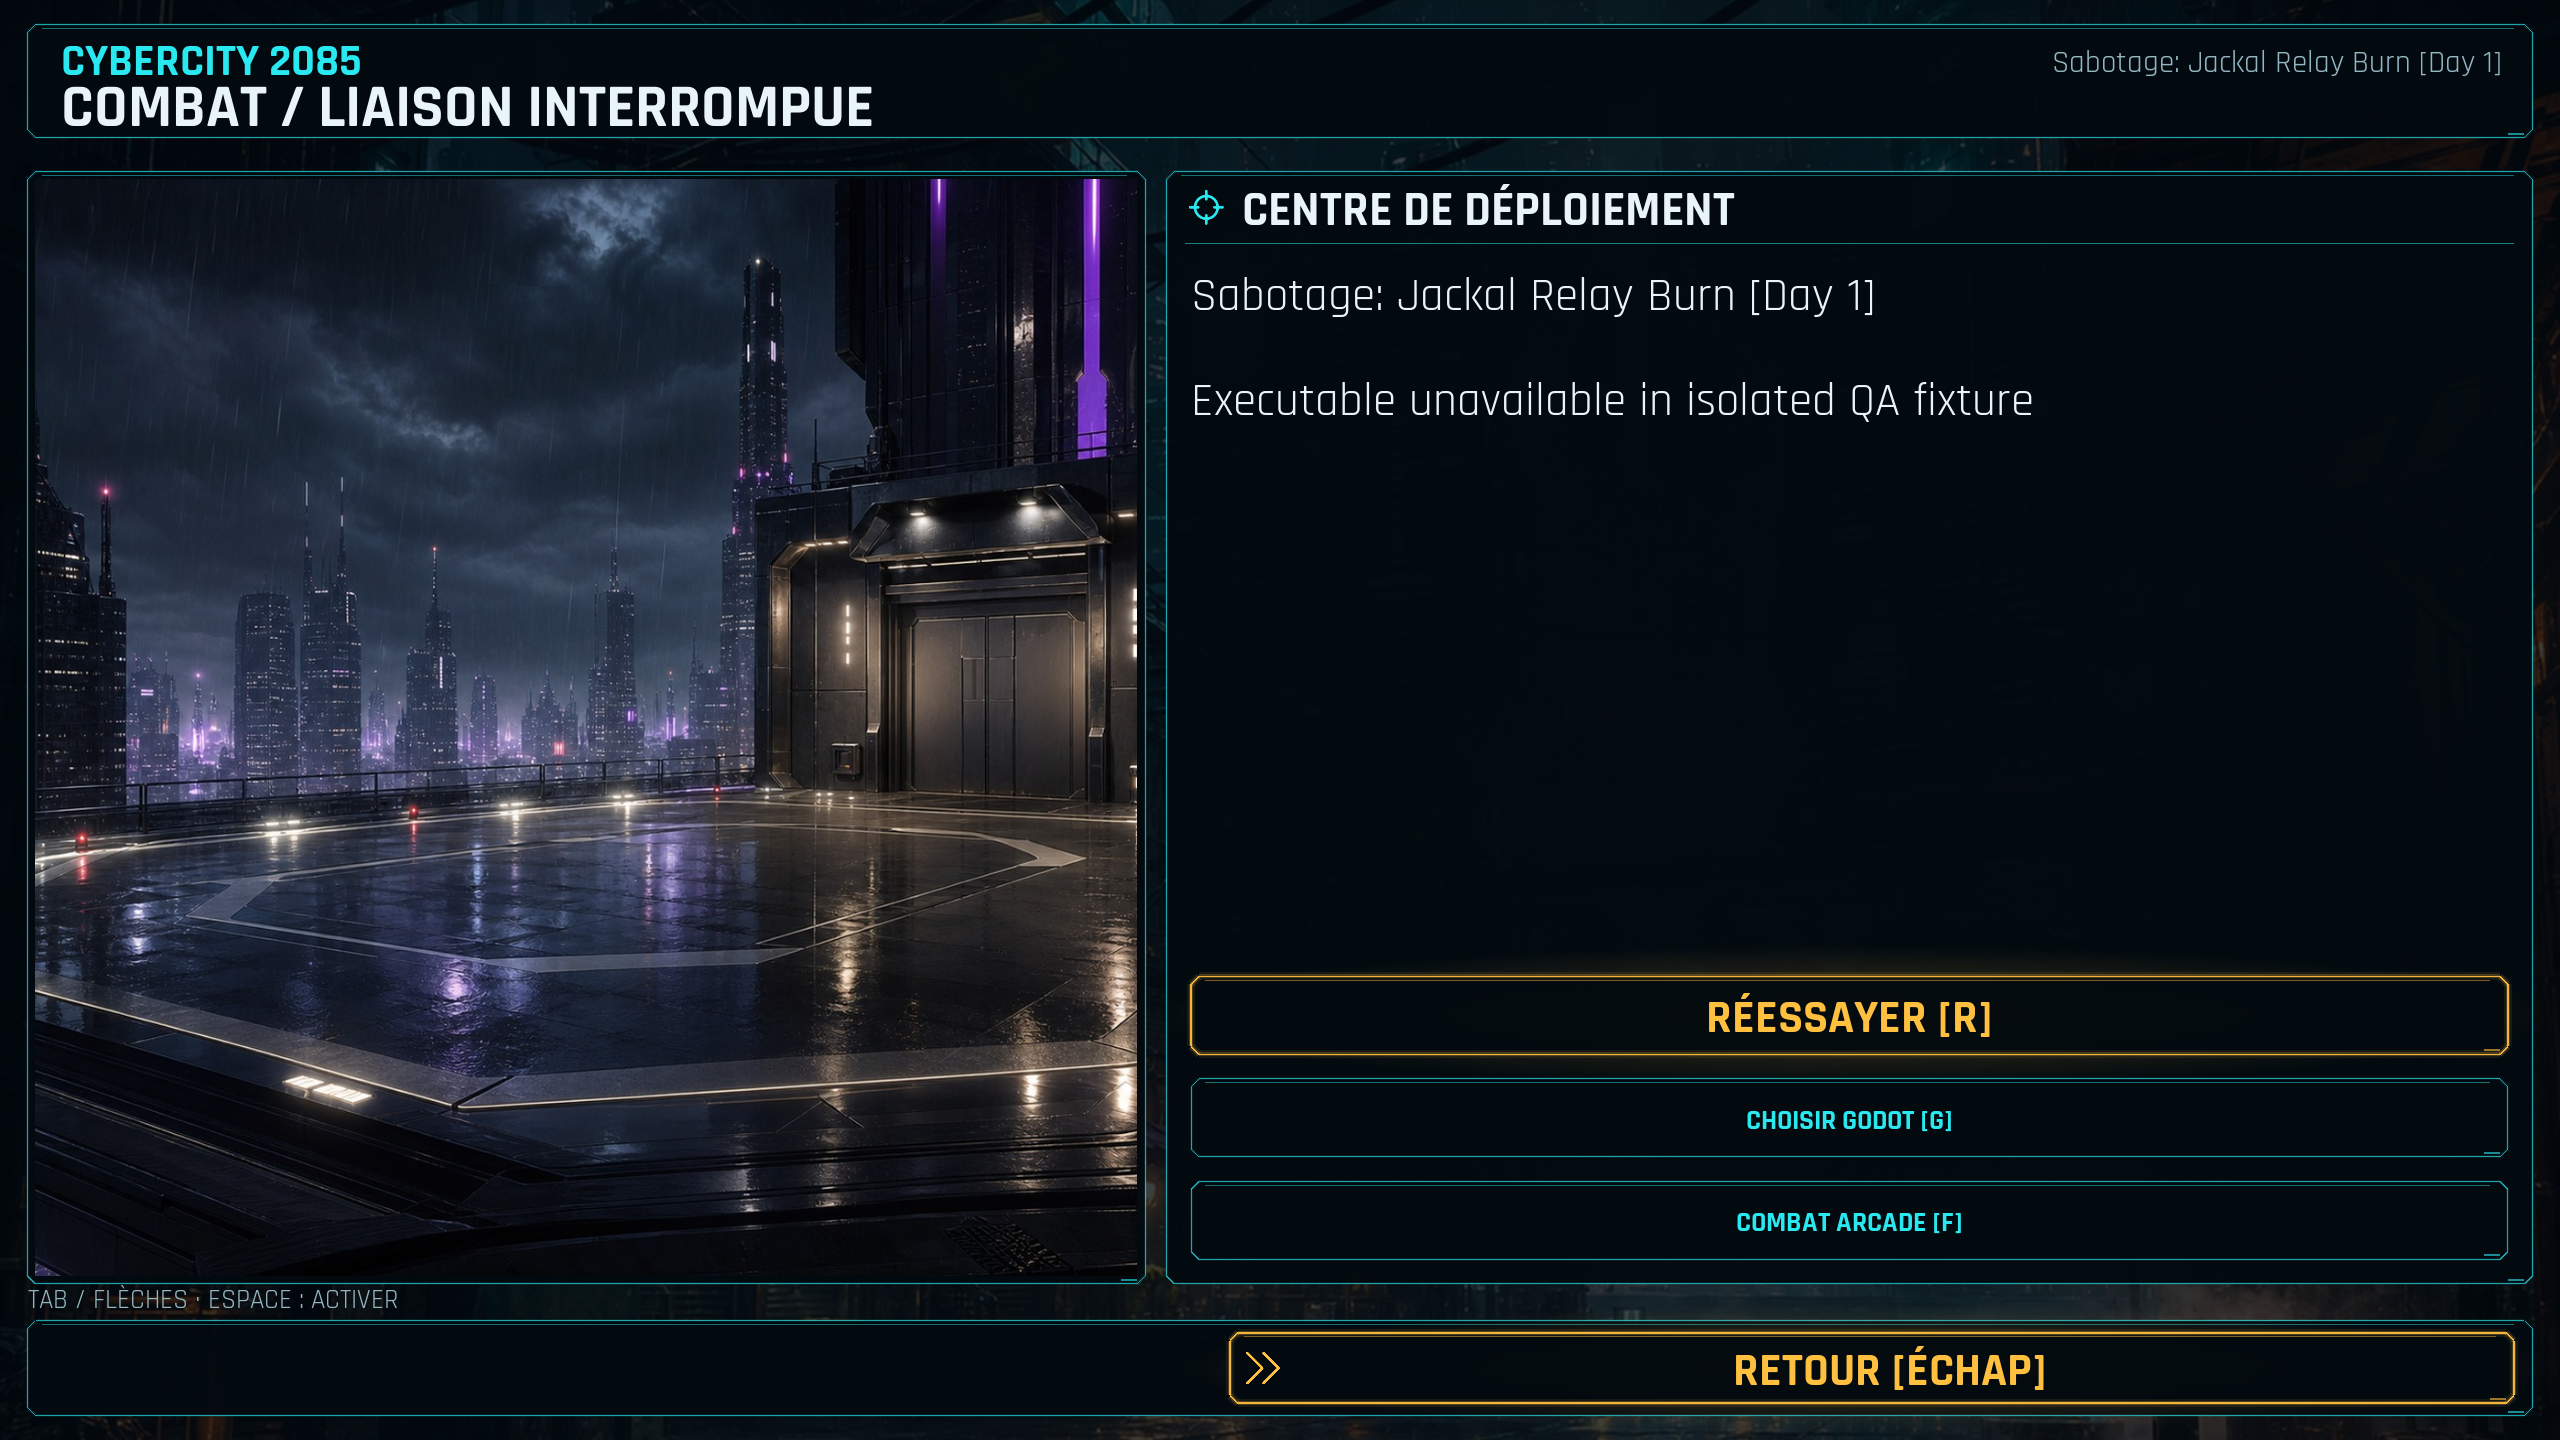 CYBERCITY 2085
COMBAT / LIAISON INTERROMPUE
Sabotage: Jackal Relay Burn [Day 1]
CENTRE DE DÉPLOIEMENT
Sabotage: Jackal Relay Burn [Day 1]
Executable unavailable in isolated QA fixture
RÉESSAYER [R]
CHOISIR GODOT [G]
COMBAT ARCADE [F]
TAB / FLÈCHES · ESPACE : ACTIVER
RETOUR [ÉCHAP]